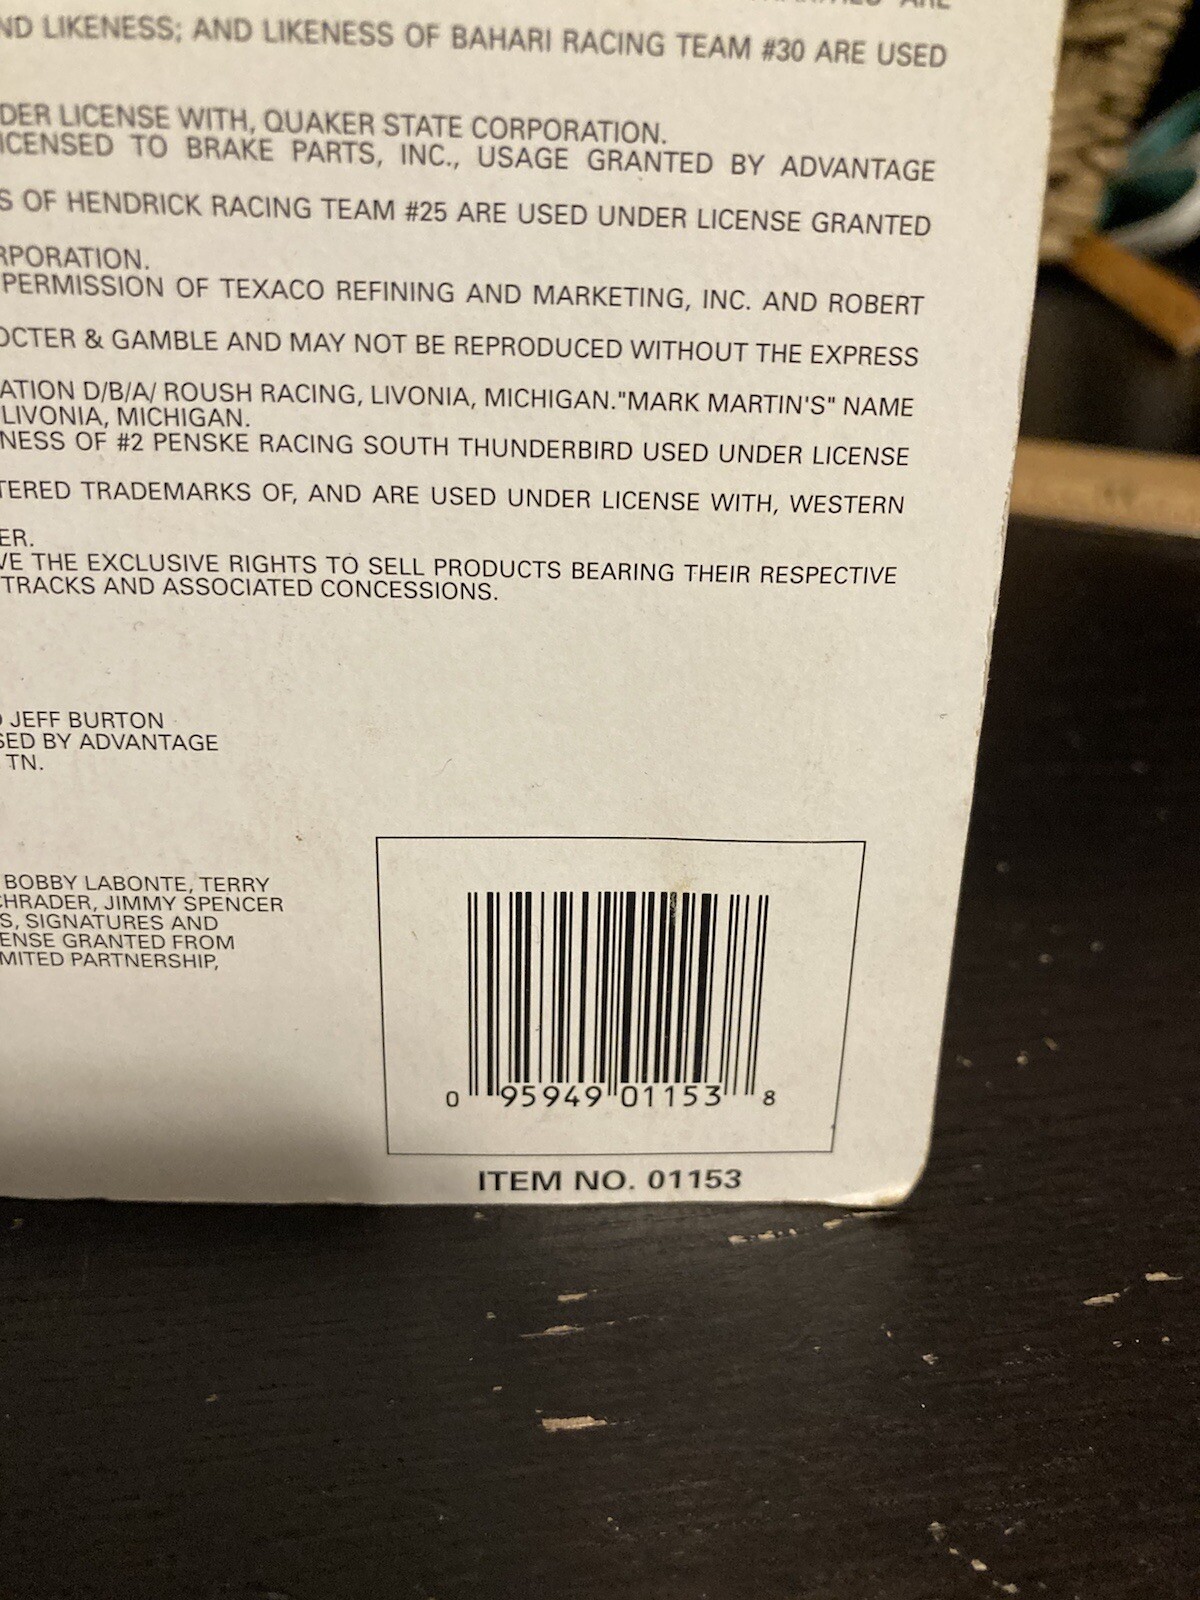 ND LIKENESS; AND LIKENESS OF BAHARI RACING TEAM #30 ARE USED
DER LICENSE WITH, QUAKER STATE CORPORATION.
ICENSED TO BRAKE PARTS, INC., USAGE GRANTED BY ADVANTAGE
S OF HENDRICK RACING TEAM #25 ARE USED UNDER LICENSE GRANTED
RPORATION.
PERMISSION OF TEXACO REFINING AND MARKETING, INC. AND ROBERT
OCTER & GAMBLE AND MAY NOT BE REPRODUCED WITHOUT THE EXPRESS
ATION D/B/A/ ROUSH RACING, LIVONIA, MICHIGAN."MARK MARTIN'S" NAME
LIVONIA, MICHIGAN.
NESS OF #2 PENSKE RACING SOUTH THUNDERBIRD USED UNDER LICENSE
TERED TRADEMARKS OF, AND ARE USED UNDER LICENSE WITH, WESTERN
ER.
VE THE EXCLUSIVE RIGHTS TO SELL PRODUCTS BEARING THEIR RESPECTIVE
TRACKS AND ASSOCIATED CONCESSIONS.
JEFF BURTON
SED BY ADVANTAGE
TN.
BOBBY LABONTE, TERRY
CHRADER, JIMMY SPENCER
S, SIGNATURES AND
ENSE GRANTED FROM
MITED PARTNERSHIP,
0 95949 01153 8
ITEM NO. 01153